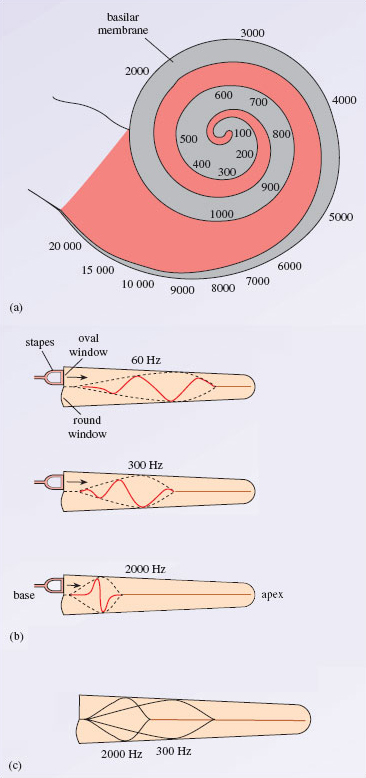 basilar
membrane
3000
2000
4000
600
700
500
100
800
200
400
300
900
1000
5000
20 000
6000
15 000
7000
10 000
8000
9000
(a)
stapes
oval
window
60 Hz
round
window
300 Hz
2000 Hz
base
apex
(b)
2000 Hz
300 Hz
(c)